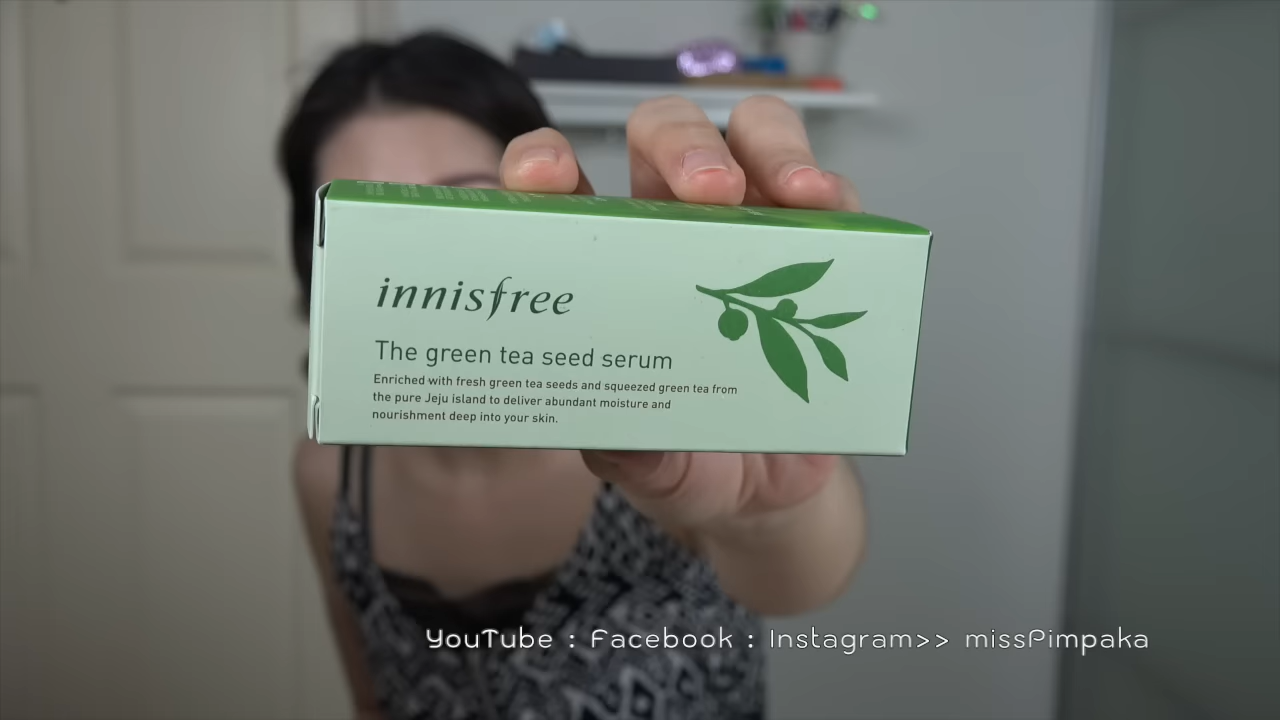 innisfree
The green tea seed serum
Enriched with fresh green tea seeds and squeezed green tea from
the pure Jeju island to deliver abundant moisture and
nourishment deep into your skin.
YouTube : Facebook : Instagram>> missPimpaka